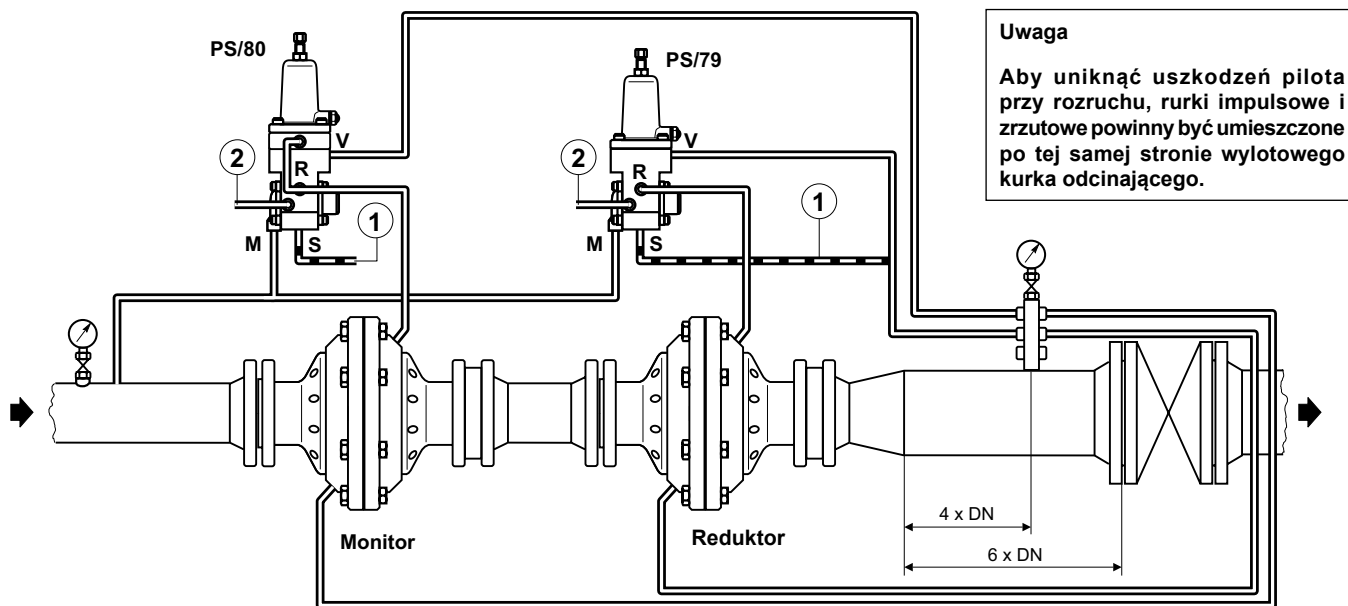 PS/80
PS/79
Uwaga
Aby uniknąć uszkodzeń pilota
przy rozruchu, rurki impulsowe i
zrzutowe powinny być umieszczone
po tej samej stronie wylotowego
kurka odcinającego.
V
V
2
R
2
R
1
1
M
S
M
S
4 x DN
Monitor
Reduktor
6 x DN